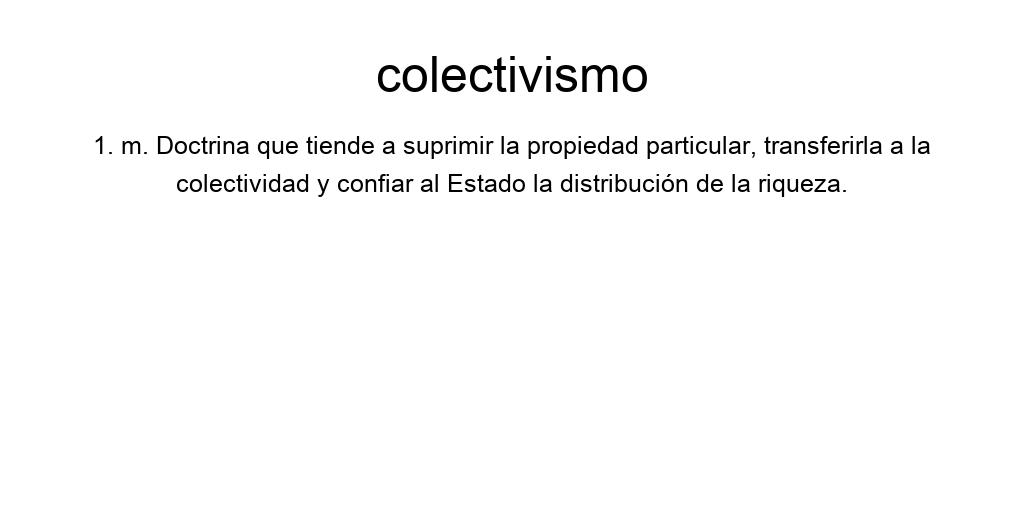 colectivismo
1. m. Doctrina que tiende a suprimir la propiedad particular, transferirla a la
colectividad y confiar al Estado la distribución de la riqueza.